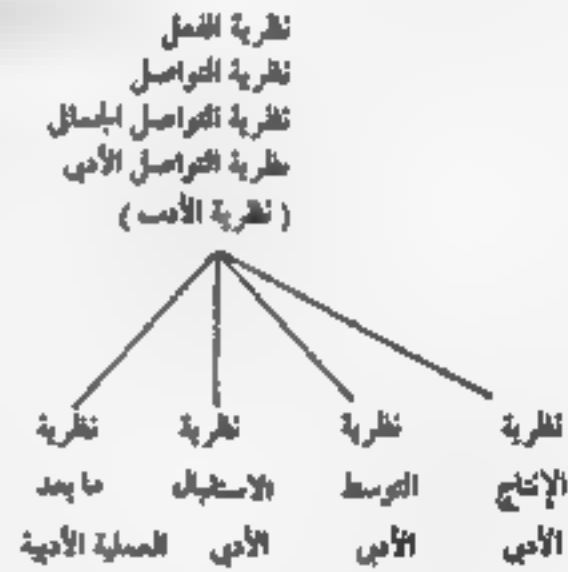 نظرية الفعل
نظرية التواصل
نظرية التواصل الجمالي
نظرية التواصل الأدبي
( نظرية الأدب )
نظرية نظرية نظرية نظرية
الإنتاج التوسط الاستقبال ما بعد
الأدبي الأدبي الأدبي العملية الأدبية